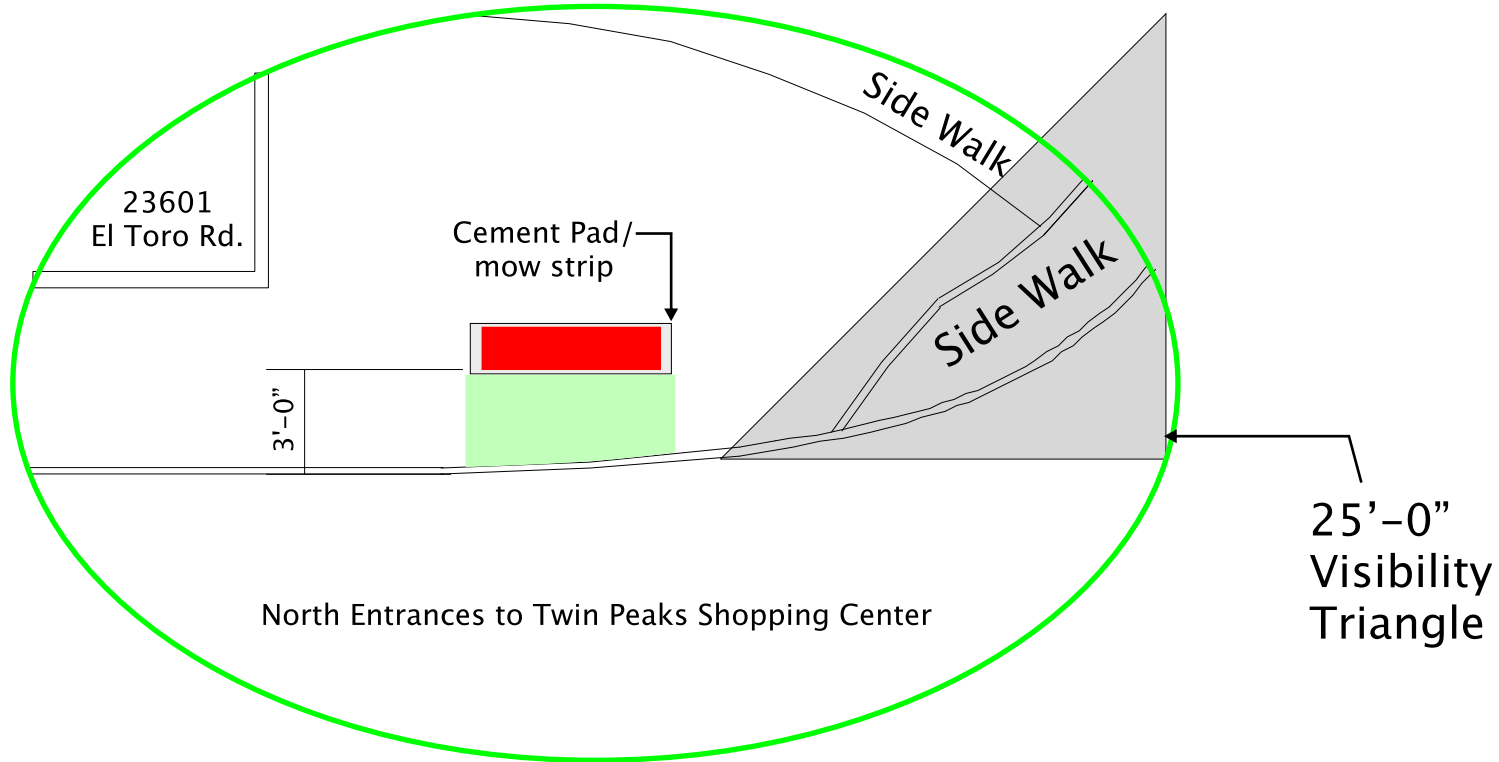 Side Walk
23601
El Toro Rd.
Cement Pad/
mow strip
Side Walk
3'-0”
25’-0”
Visibility
Triangle
North Entrances to Twin Peaks Shopping Center